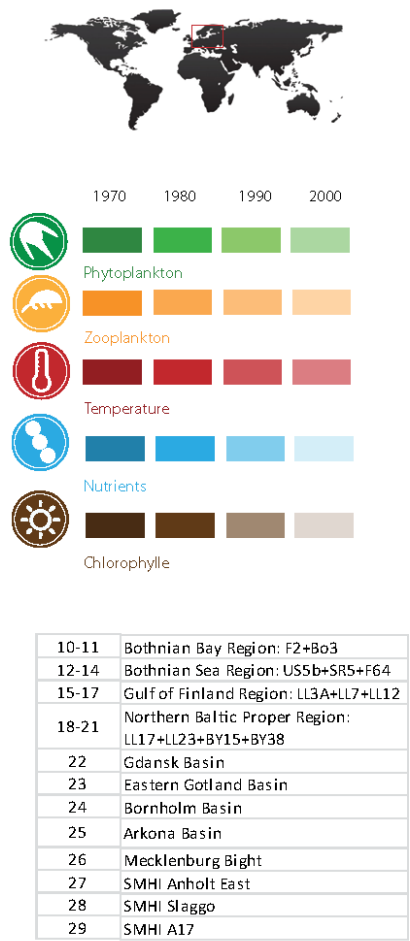 1970 1980 1990 2000
Phytoplankton
Zooplankton
Temperature
Nutrients
Chlorophylle
10-11 Bothnian Bay Region: F2+Bo3
12-14 Bothnian Sea Region: US5b+SR5+F64
15-17 Gulf of Finland Region: LL3A+LL7+LL12
18-21 Northern Baltic Proper Region:
LL17+LL23+BY15+BY38
22 Gdansk Basin
23 Eastern Gotland Basin
24 Bornholm Basin
25 Arkona Basin
26 Mecklenburg Bight
27 SMHI Anholt East
28 SMHI Slaggo
29 SMHI A17